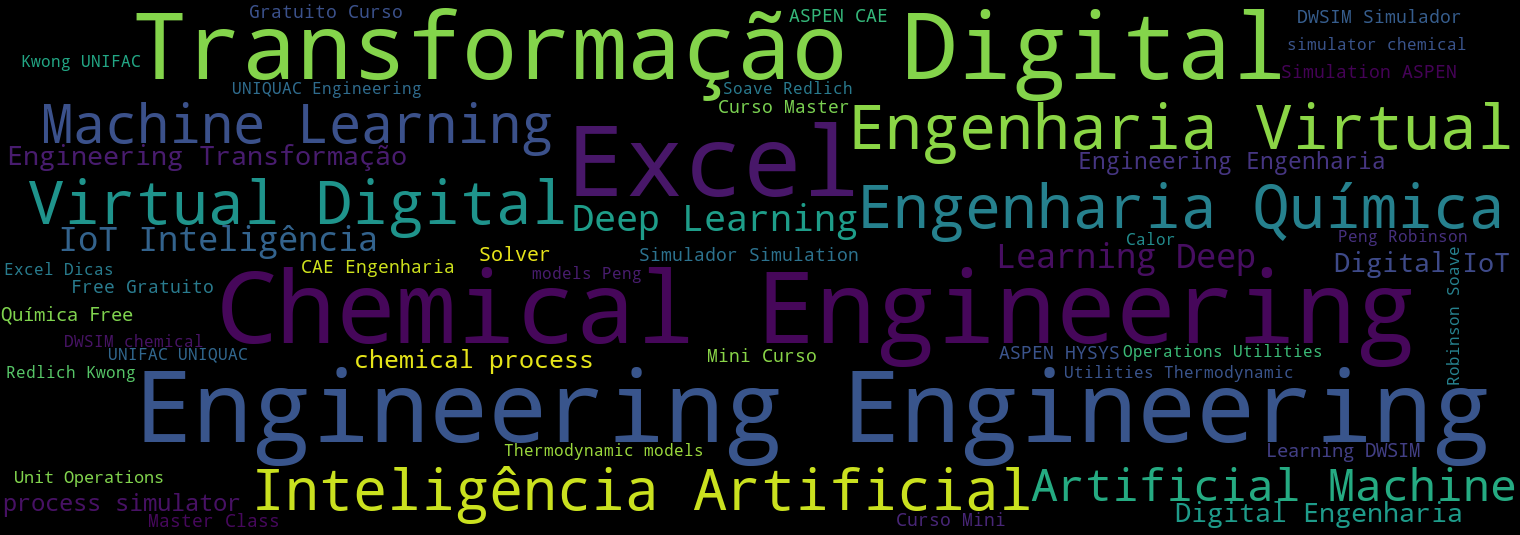 Gratuito Curso
Transformação Digital
ASPEN CAE
DWSIM Simulador
simulator chemical
Kwong UNIFAC
Simulation ASPEN
UNIQUAC Engineering
Soave Redlich
Curso Master
Machine Learning
Excel
Engenharia Virtual
Engineering Transformação
Engineering Engenharia
Virtual Digital
Deep Learning
Engenharia Química
IoT Inteligência
Solver
Simulador Simulation
Calor
Learning Deep
Peng Robinson
Digital IoT
Excel Dicas
CAE Engenharia
models Peng
Free Gratuito
Chemical Engineering
Robinson Soave
Química Free
DWSIM chemical
UNIFAC UNIQUAC
chemical process
Mini Curso
ASPEN HYSYS
Operations Utilities
Redlich Kwong
Utilities Thermodynamic
Engineering Engineering
Thermodynamic models
Learning DWSIM
Unit Operations
Inteligência Artificial
Artificial Machine
process simulator
Master Class
Curso Mini
Digital Engenharia